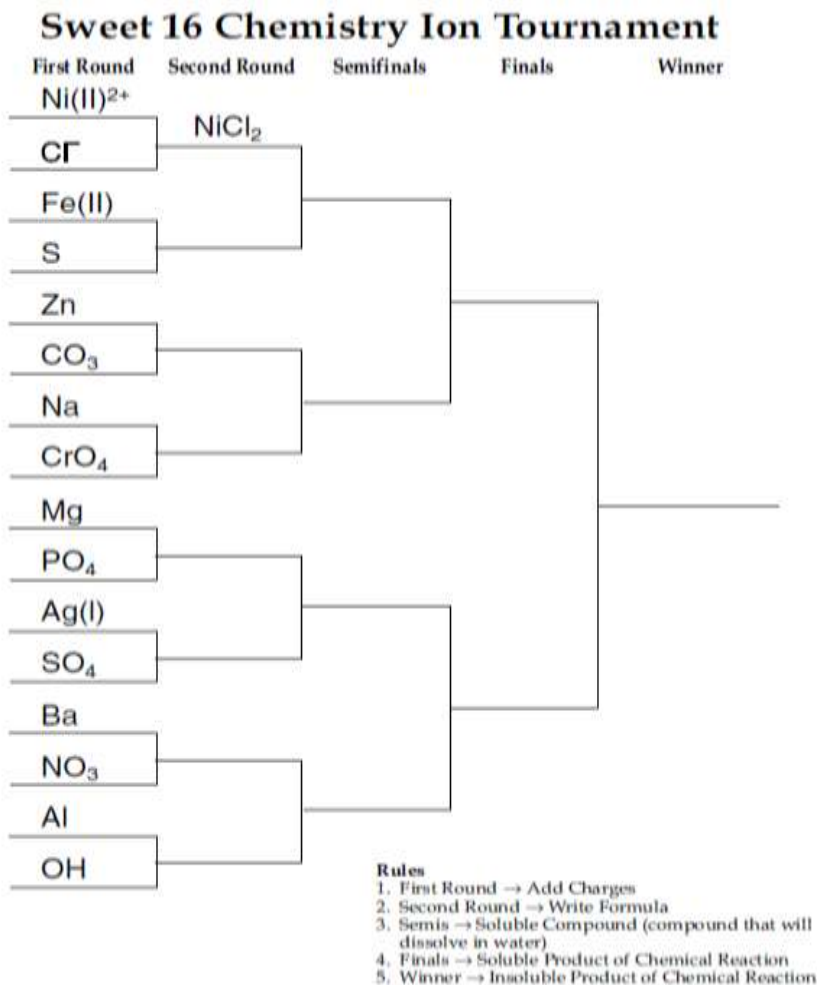 Sweet 16 Chemistry Ion Tournament
First Round Second Round Semifinals Finals Winner
Ni(II)²⁺
NiCl₂
Cl⁻
Fe(II)
S
Zn
CO₃
Na
CrO₄
Mg
PO₄
Ag(I)
SO₄
Ba
NO₃
Al
OH
Rules
1. First Round → Add Charges
2. Second Round → Write Formula
3. Semis → Soluble Compound (compound that will
dissolve in water)
4. Finals → Soluble Product of Chemical Reaction
5. Winner → Insoluble Product of Chemical Reaction